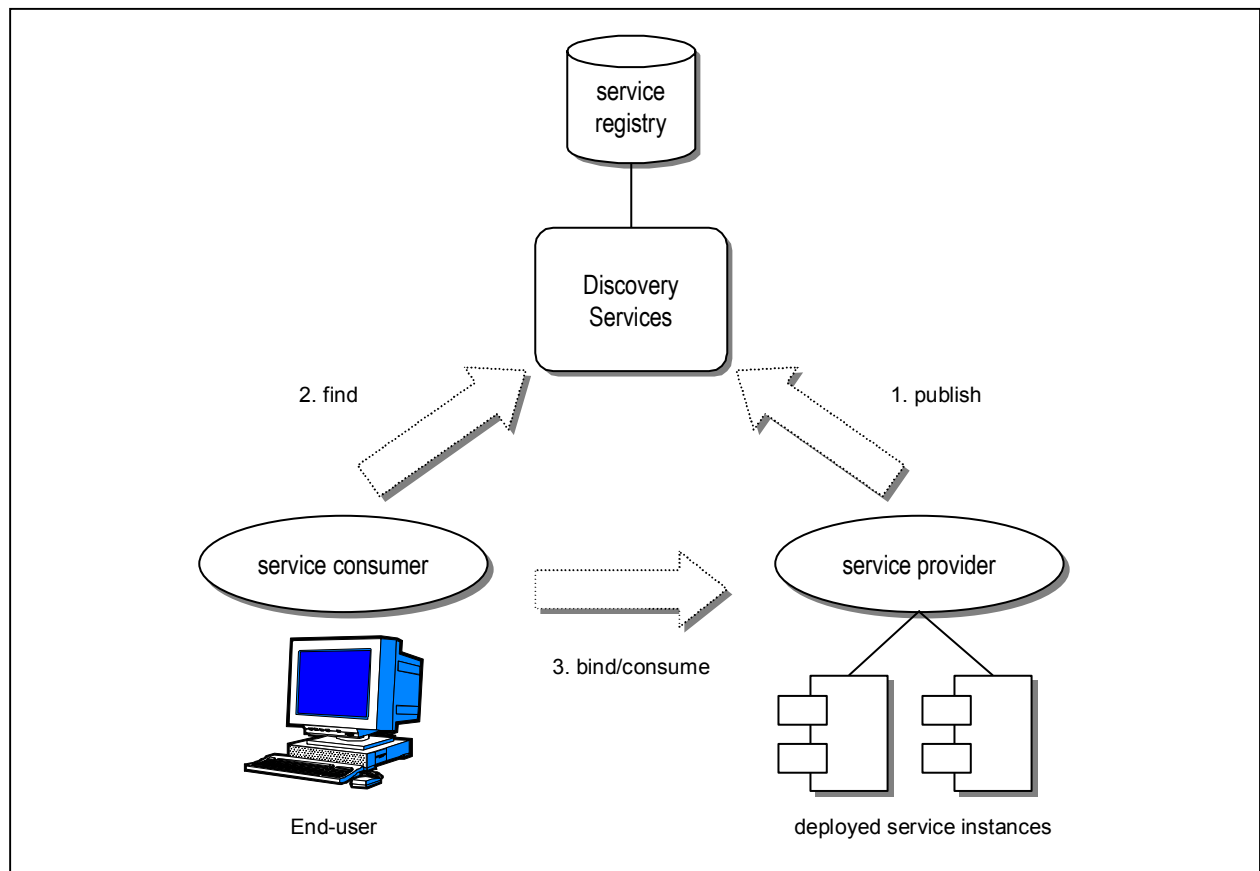 service
registry
Discovery
Services
2. find
1. publish
service consumer
service provider
3. bind/consume
End-user
deployed service instances